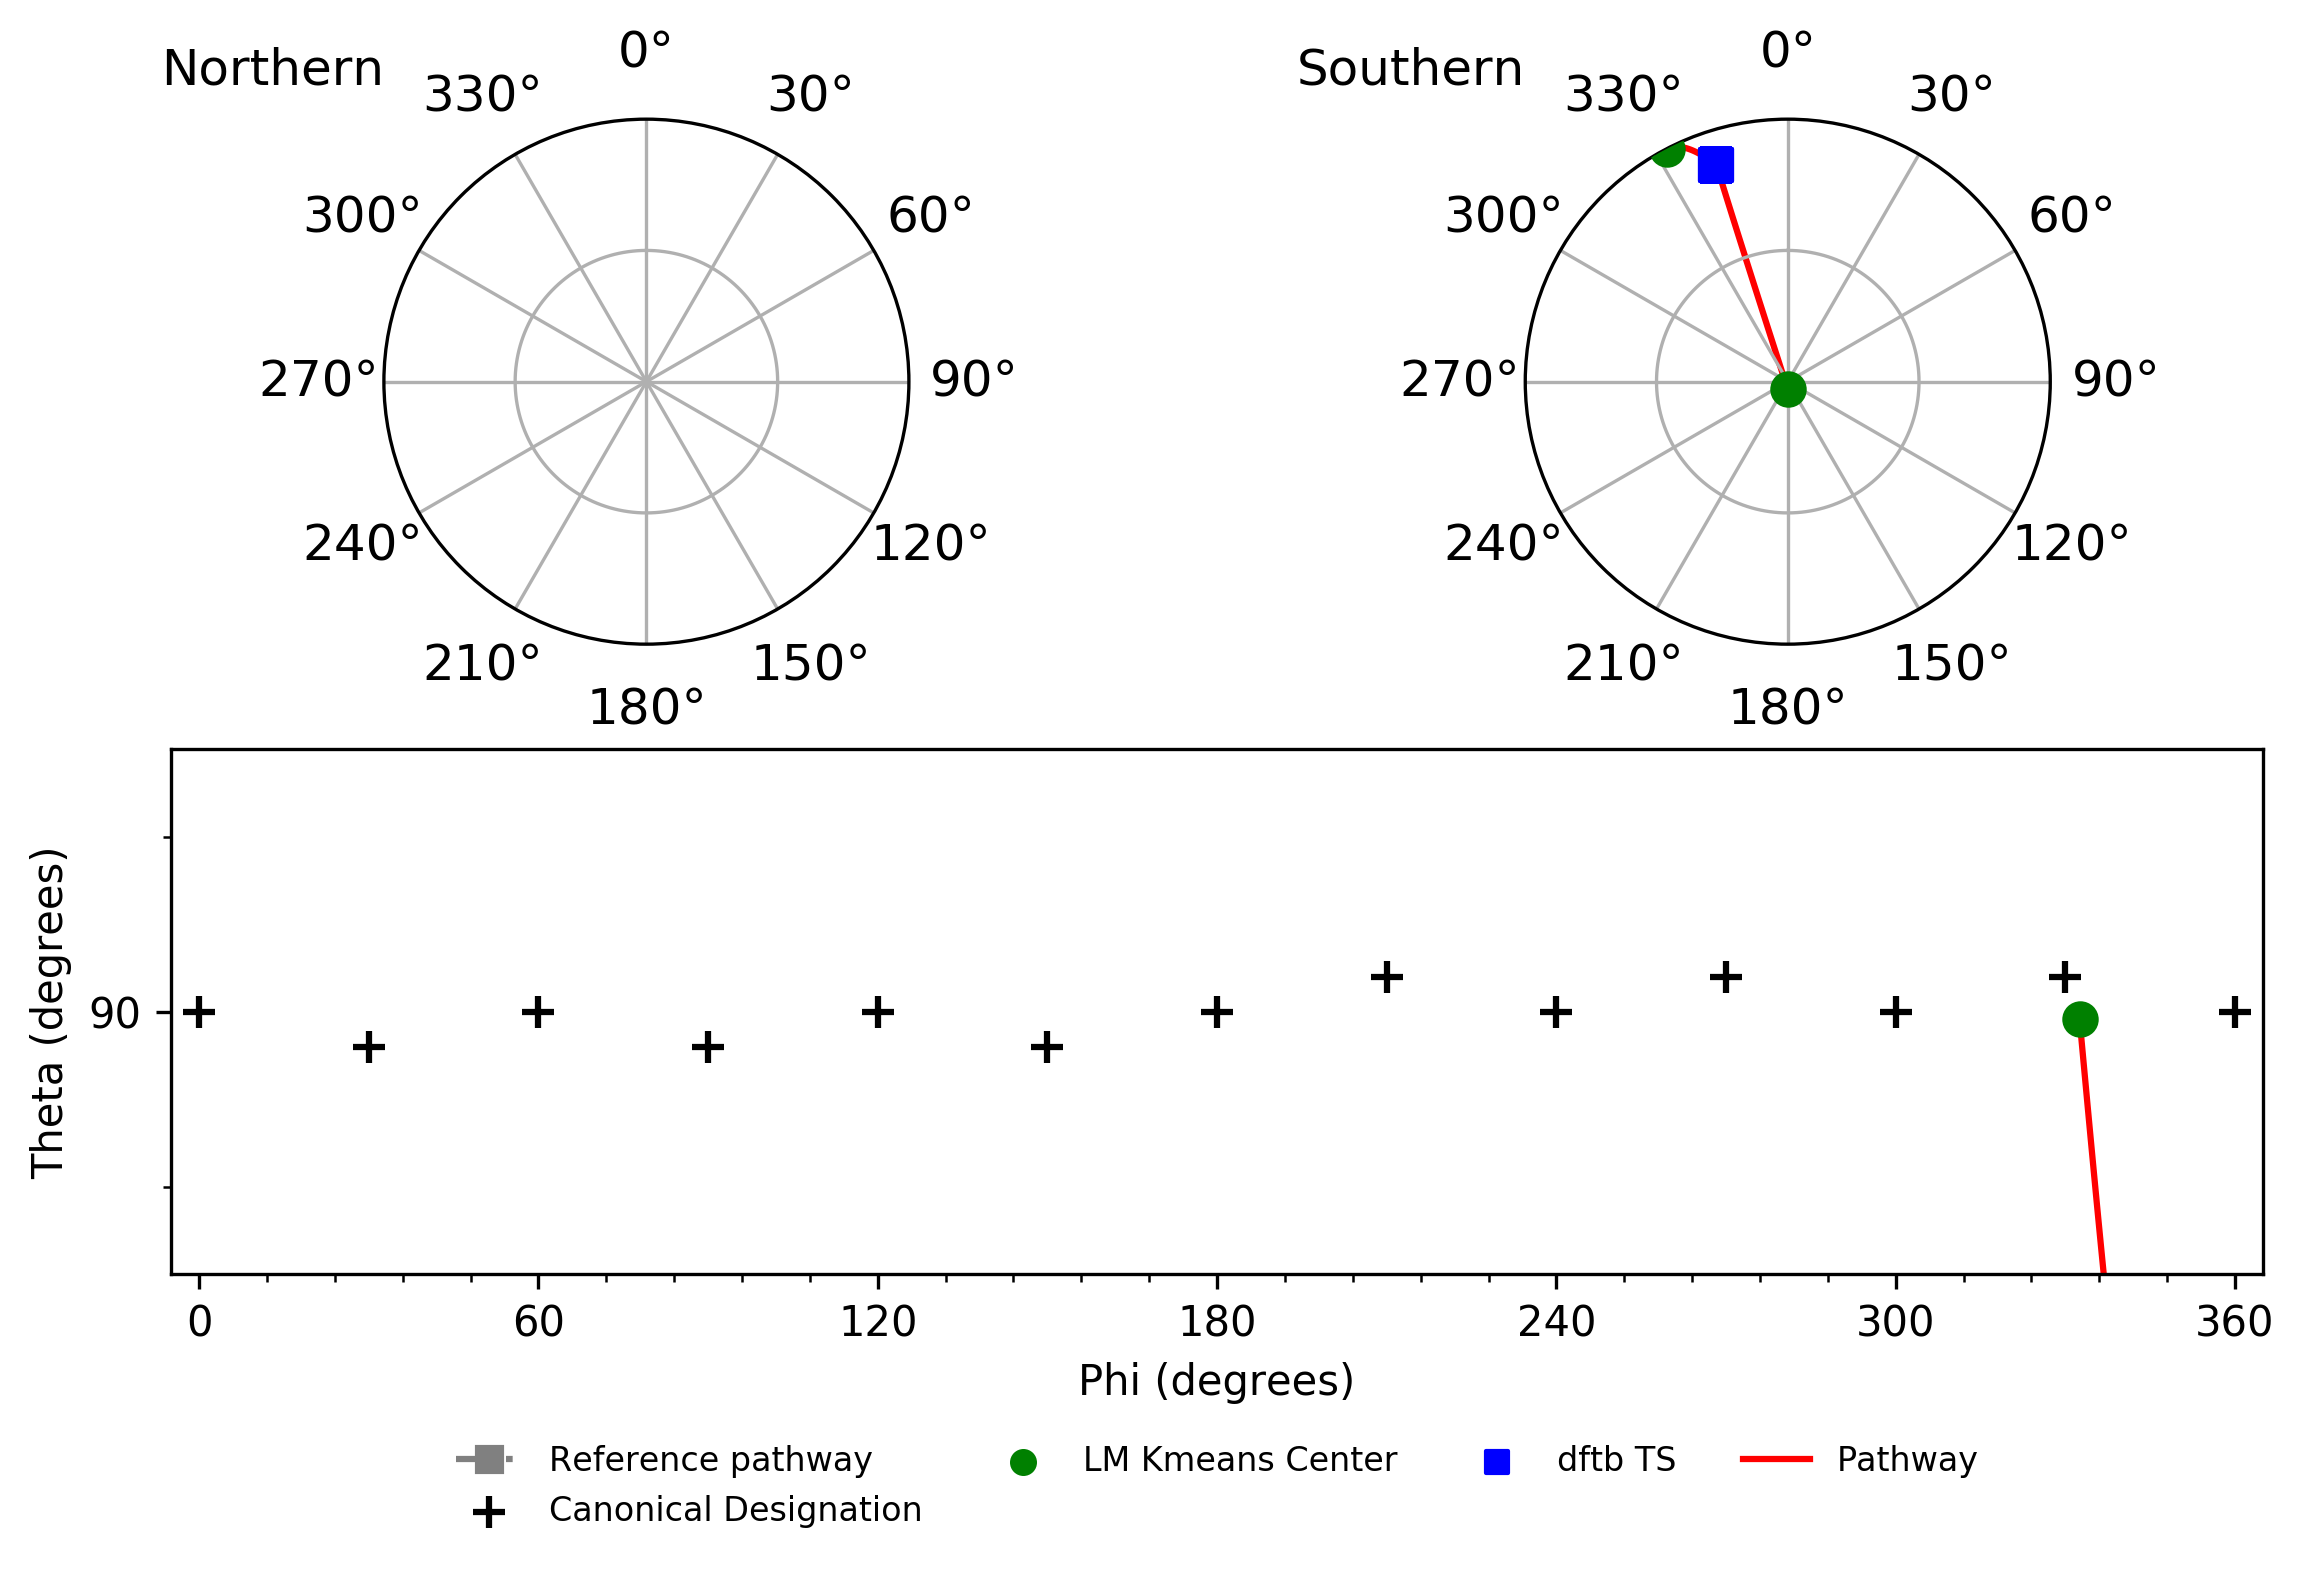 Northern
0°
30°
60°
90°
120°
150°
180°
210°
240°
270°
300°
330°
Southern
0°
30°
60°
90°
120°
150°
180°
210°
240°
270°
300°
330°
Theta (degrees)
90
0 60 120 180 240 300 360
Phi (degrees)
Reference pathway
Canonical Designation
LM Kmeans Center
dftb TS
Pathway